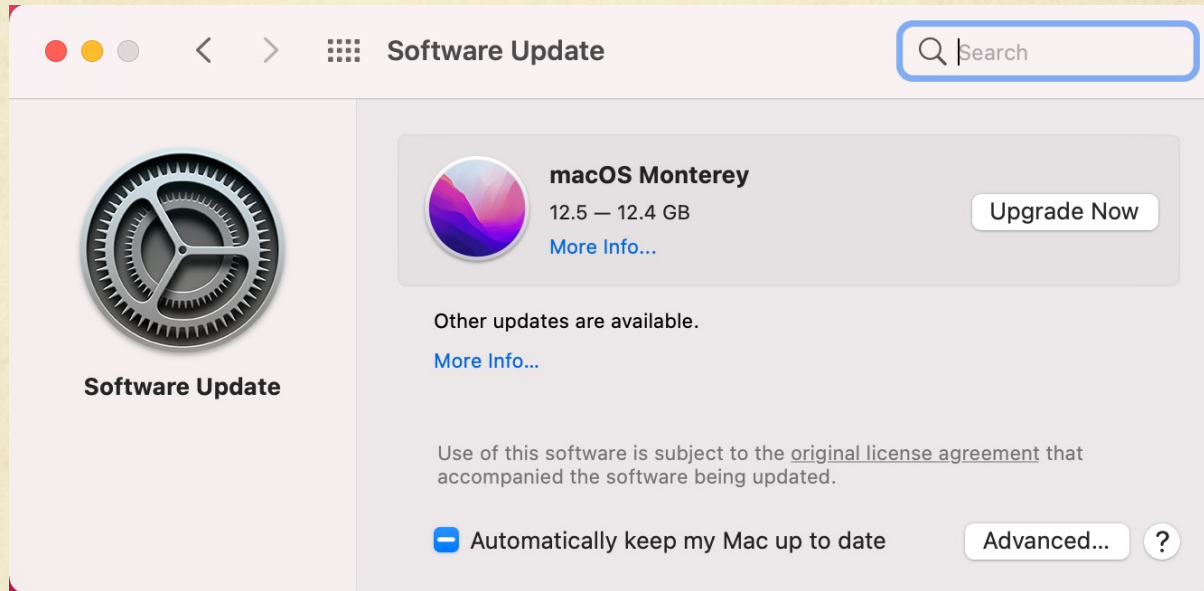 Software Update
Search
Software Update
macOS Monterey
12.5 — 12.4 GB
More Info...
Upgrade Now
Other updates are available.
More Info...
Use of this software is subject to the original license agreement that
accompanied the software being updated.
Automatically keep my Mac up to date
Advanced...
?